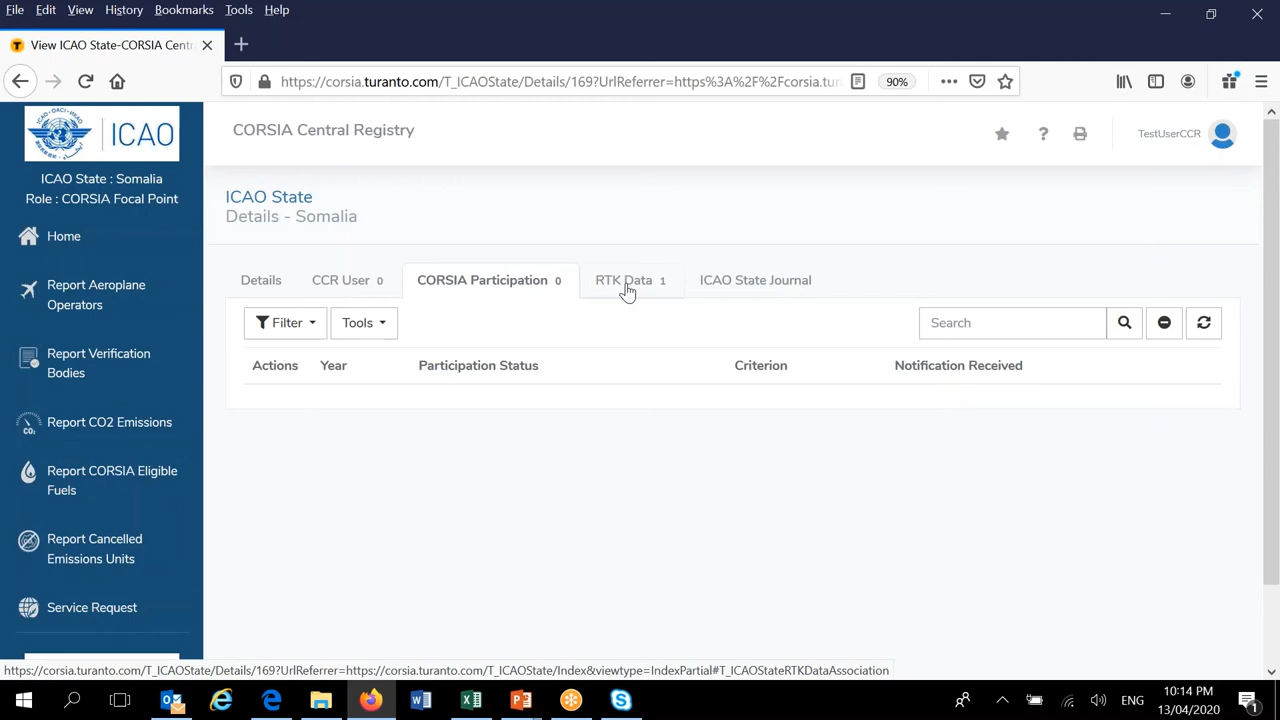 File Edit View History Bookmarks Tools Help
View ICAO State-CORSIA Centr
https://corsia.turanto.com/T_ICAOState/Details/169?UrlReferrer=https%3A%2F%2Fcorsia.tur
90%
ICAO
ICAO State : Somalia
Role : CORSIA Focal Point
Home
Report Aeroplane
Operators
Report Verification
Bodies
Report CO2 Emissions
Report CORSIA Eligible
Fuels
Report Cancelled
Emissions Units
Service Request
CORSIA Central Registry
TestUserCCR
ICAO State
Details - Somalia
Details CCR User 0 CORSIA Participation 0 RTK Data 1 ICAO State Journal
Filter Tools Search
Actions Year Participation Status Criterion Notification Received
https://corsia.turanto.com/T_ICAOState/Details/169?UrlReferrer=https://corsia.turanto.com/T_ICAOState/Index&viewtype=IndexPartial#T_ICAOStateRTKDataAssociation
ENG
10:14 PM
13/04/2020
1